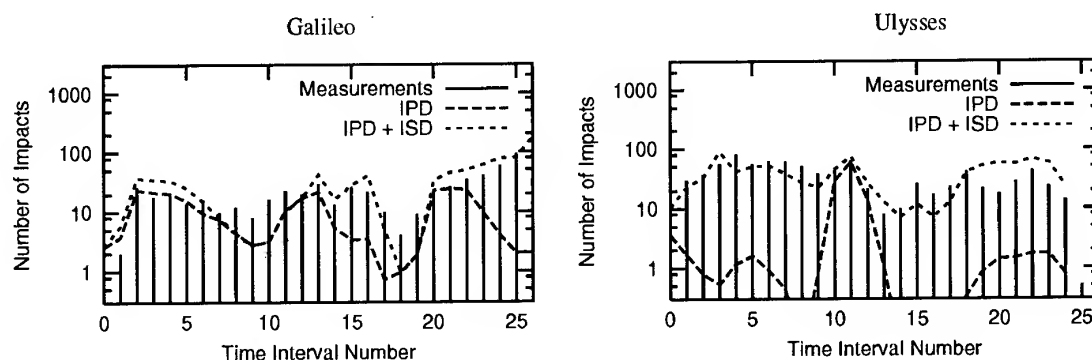 Galileo
Number of Impacts
1000
100
10
1
Measurements
IPD
IPD + ISD
0 5 10 15 20 25
Time Interval Number
Ulysses
Number of Impacts
1000
100
10
1
Measurements
IPD
IPD + ISD
0 5 10 15 20 25
Time Interval Number